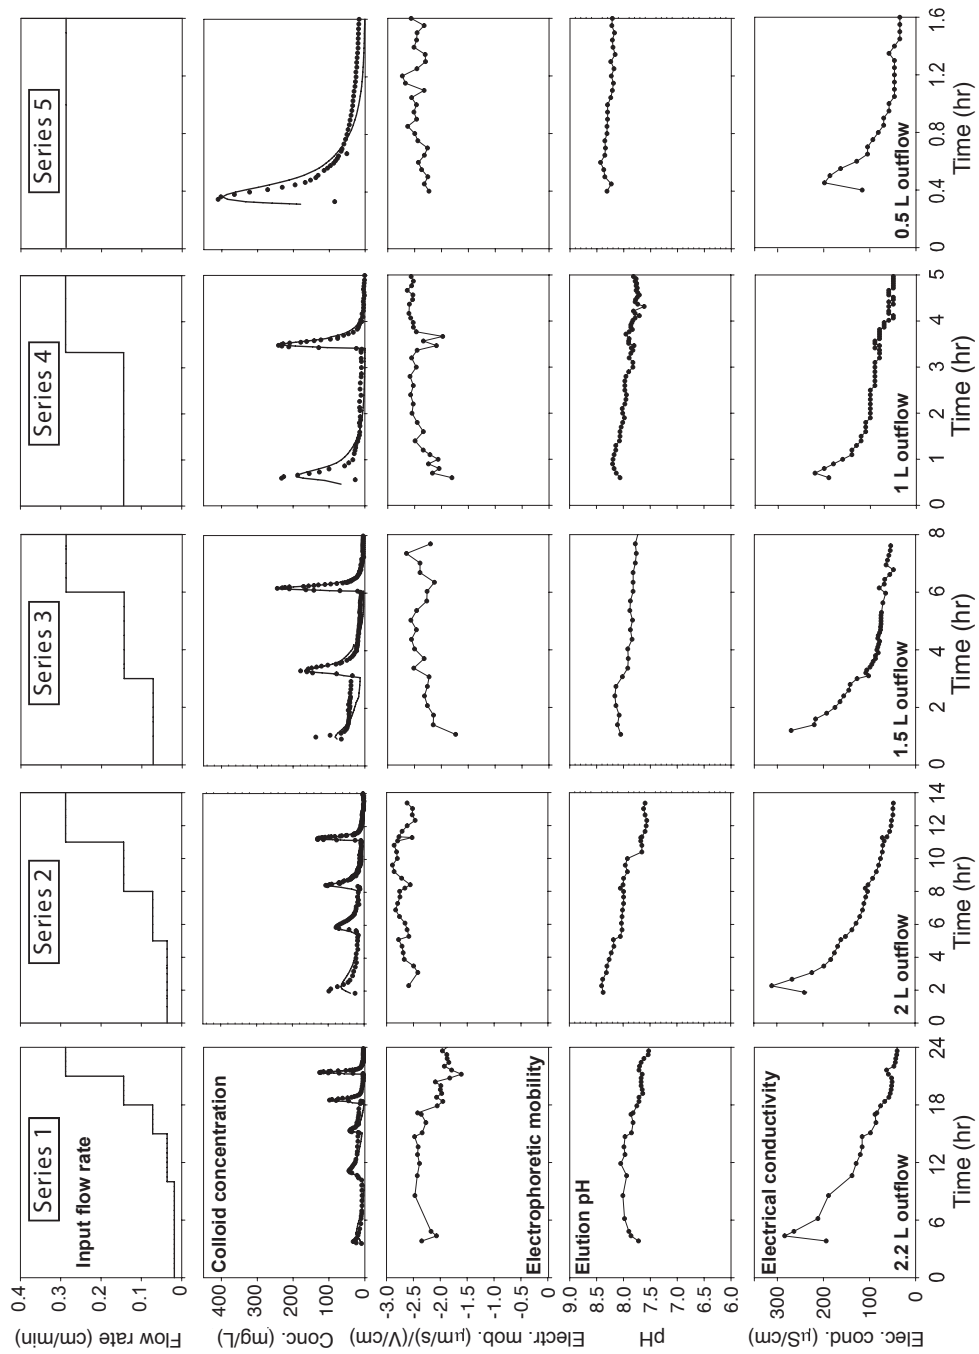 Series 1
Series 2
Series 3
Series 4
Series 5
Flow rate (cm/min)
0.4
0.3
0.2
0.1
0
Input flow rate
Conc. (mg/L)
400
300
200
100
0
Colloid concentration
Electr. mob. (μm/s)/(V/cm)
-3.0
-2.5
-2.0
-1.5
-1.0
-0.5
0
Electrophoretic mobility
pH
9.0
8.5
8.0
7.5
7.0
6.5
6.0
Elution pH
Elec. cond. (μS/cm)
300
200
100
0
Electrical conductivity
2.2 L outflow
2 L outflow
1.5 L outflow
1 L outflow
0.5 L outflow
0 6 12 18 24
0 2 4 6 8 10 12 14
0 2 4 6 8
0 1 2 3 4 5
0 0.4 0.8 1.2 1.6
Time (hr)
Time (hr)
Time (hr)
Time (hr)
Time (hr)